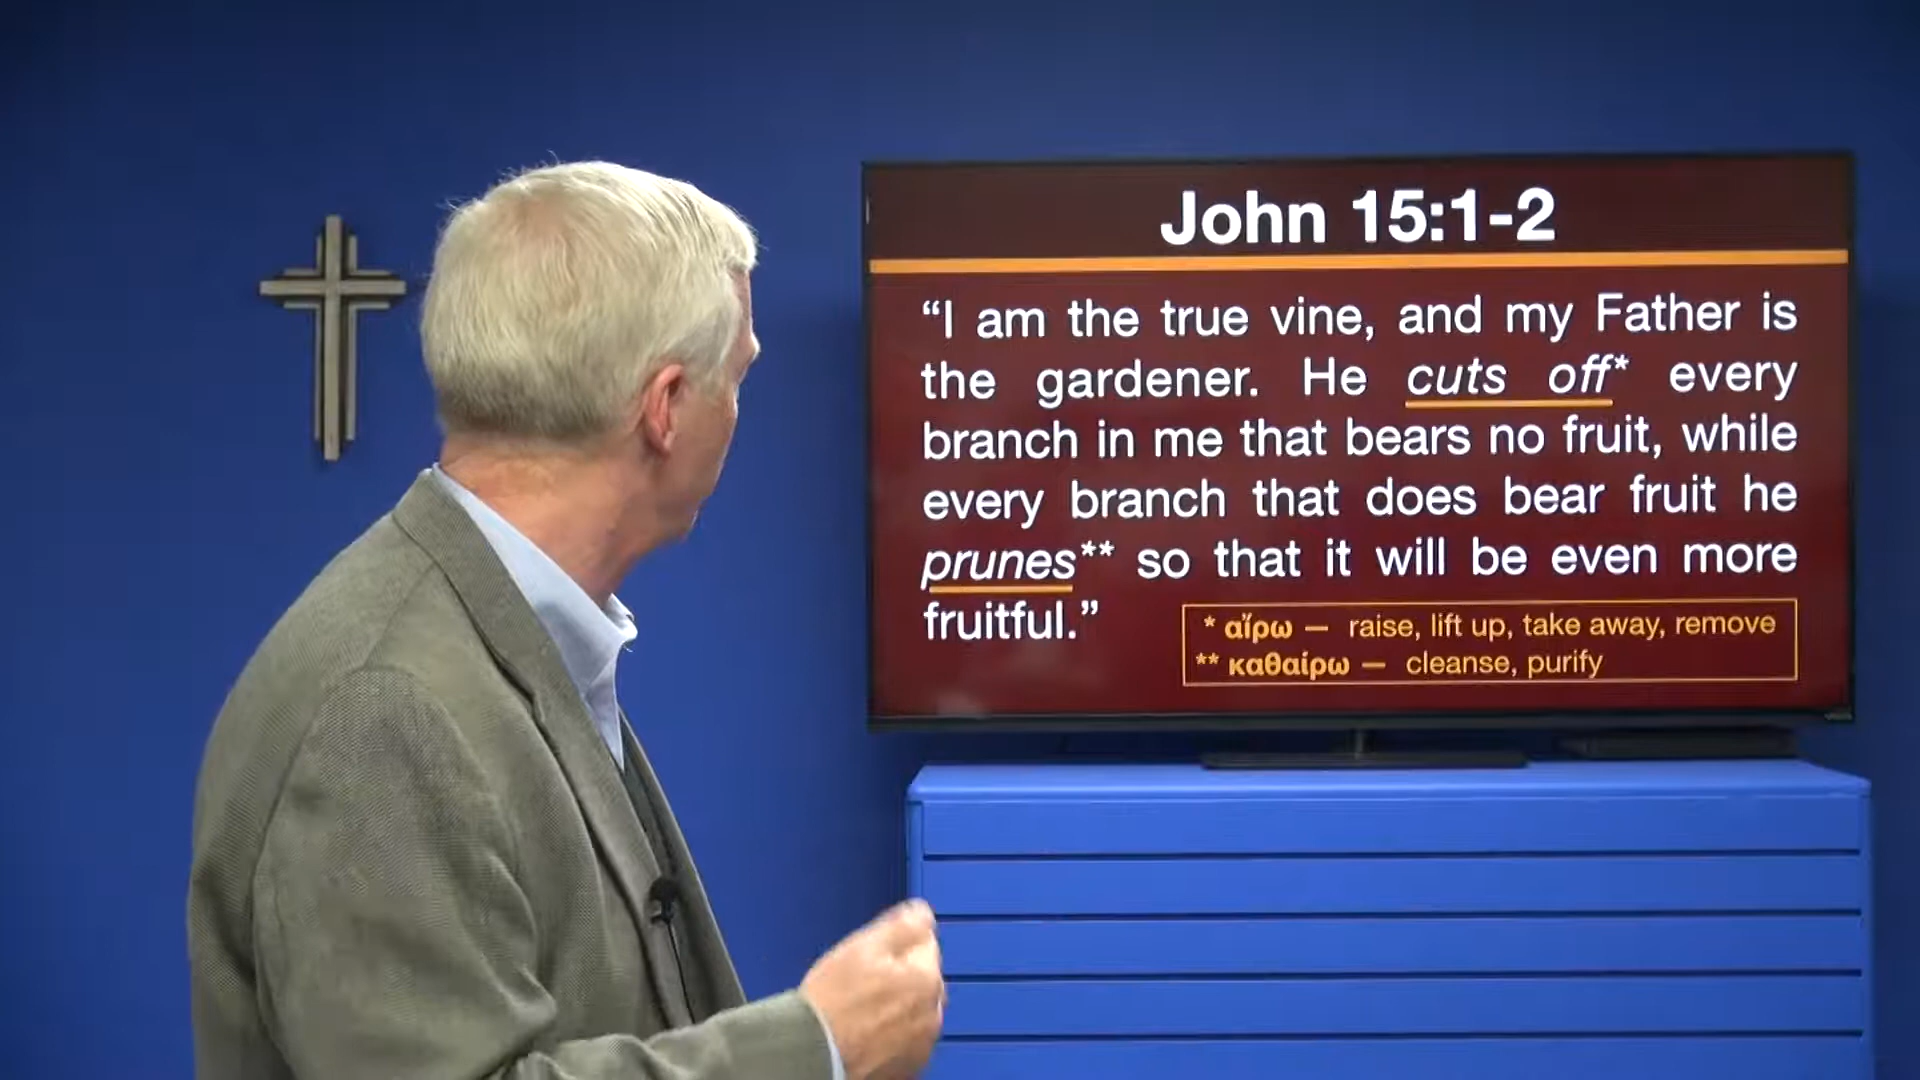 John 15:1-2
“I am the true vine, and my Father is
the gardener. He cuts off* every
branch in me that bears no fruit, while
every branch that does bear fruit he
prunes** so that it will be even more
fruitful.”
* αἴρω — raise, lift up, take away, remove
** καθαίρω — cleanse, purify